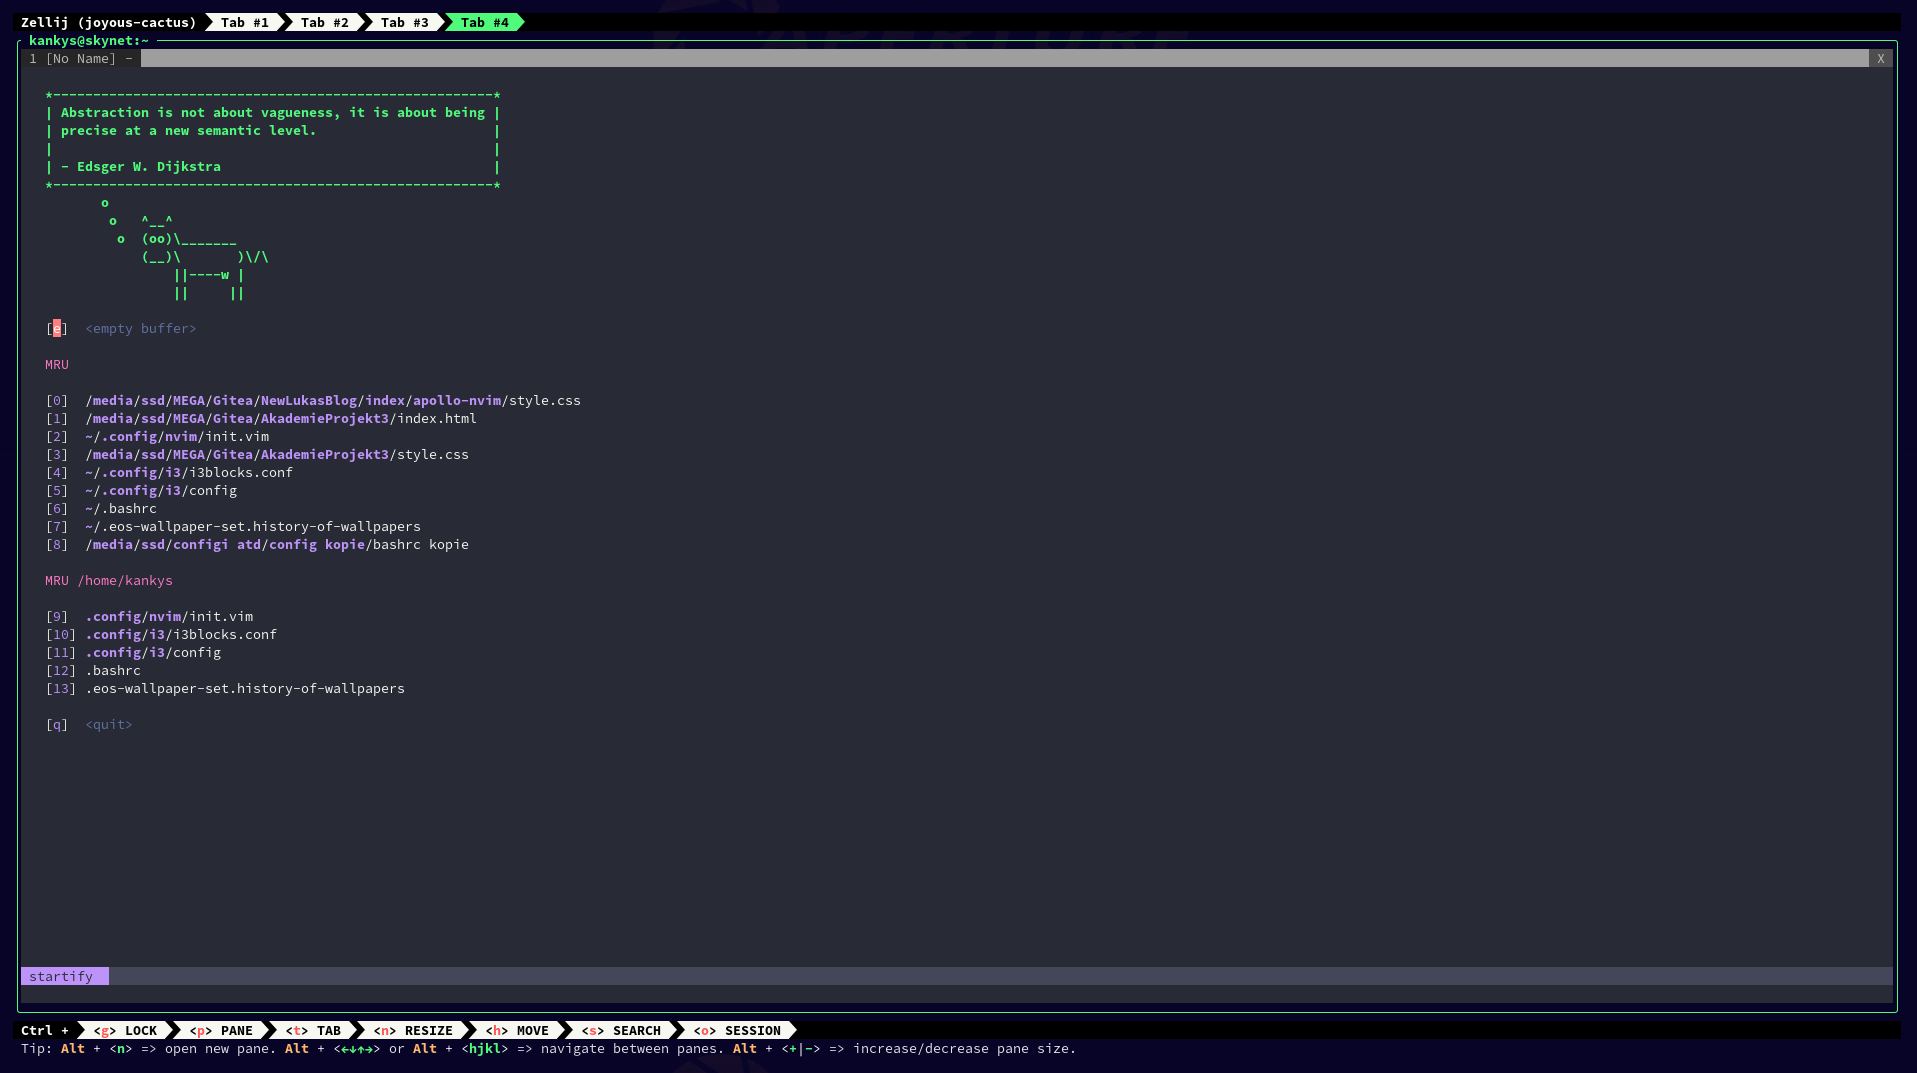 Zellij (joyous-cactus)  Tab #1  Tab #2  Tab #3  Tab #4
kankys@skynet:~
1 [No Name] - X
*-------------------------------------------------------*
| Abstraction is not about vagueness, it is about being |
| precise at a new semantic level.                      |
|                                                       |
| - Edsger W. Dijkstra                                  |
*-------------------------------------------------------*
       o
        o   ^__^
         o  (oo)\_______
            (__)\       )\/\
                ||----w |
                ||     ||
[e]  <empty buffer>
MRU
[0]  /media/ssd/MEGA/Gitea/NewLukasBlog/index/apollo-nvim/style.css
[1]  /media/ssd/MEGA/Gitea/AkademieProjekt3/index.html
[2]  ~/.config/nvim/init.vim
[3]  /media/ssd/MEGA/Gitea/AkademieProjekt3/style.css
[4]  ~/.config/i3/i3blocks.conf
[5]  ~/.config/i3/config
[6]  ~/.bashrc
[7]  ~/.eos-wallpaper-set.history-of-wallpapers
[8]  /media/ssd/configi atd/config kopie/bashrc kopie
MRU /home/kankys
[9]  .config/nvim/init.vim
[10] .config/i3/i3blocks.conf
[11] .config/i3/config
[12] .bashrc
[13] .eos-wallpaper-set.history-of-wallpapers
[q]  <quit>
startify
Ctrl +  <g> LOCK  <p> PANE  <t> TAB  <n> RESIZE  <h> MOVE  <s> SEARCH  <o> SESSION
Tip: Alt + <n> => open new pane. Alt + <←↓↑→> or Alt + <hjkl> => navigate between panes. Alt + <+|-> => increase/decrease pane size.